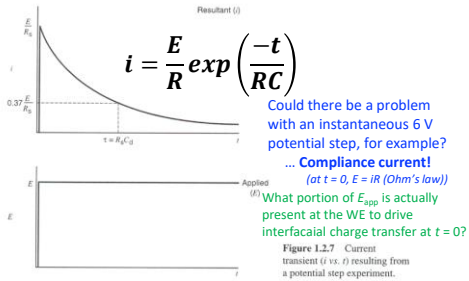 Resultant (i)
E/R_s
i = E/R exp(-t/RC)
i
0.37 E/R_s
τ = R_sC_d
t
Could there be a problem
with an instantaneous 6 V
potential step, for example?
... Compliance current!
(at t = 0, E = iR (Ohm's law))
E
Applied
(E)
What portion of E_app is actually
present at the WE to drive
interfacaial charge transfer at t = 0?
E
t
Figure 1.2.7 Current
transient (i vs. t) resulting from
a potential step experiment.